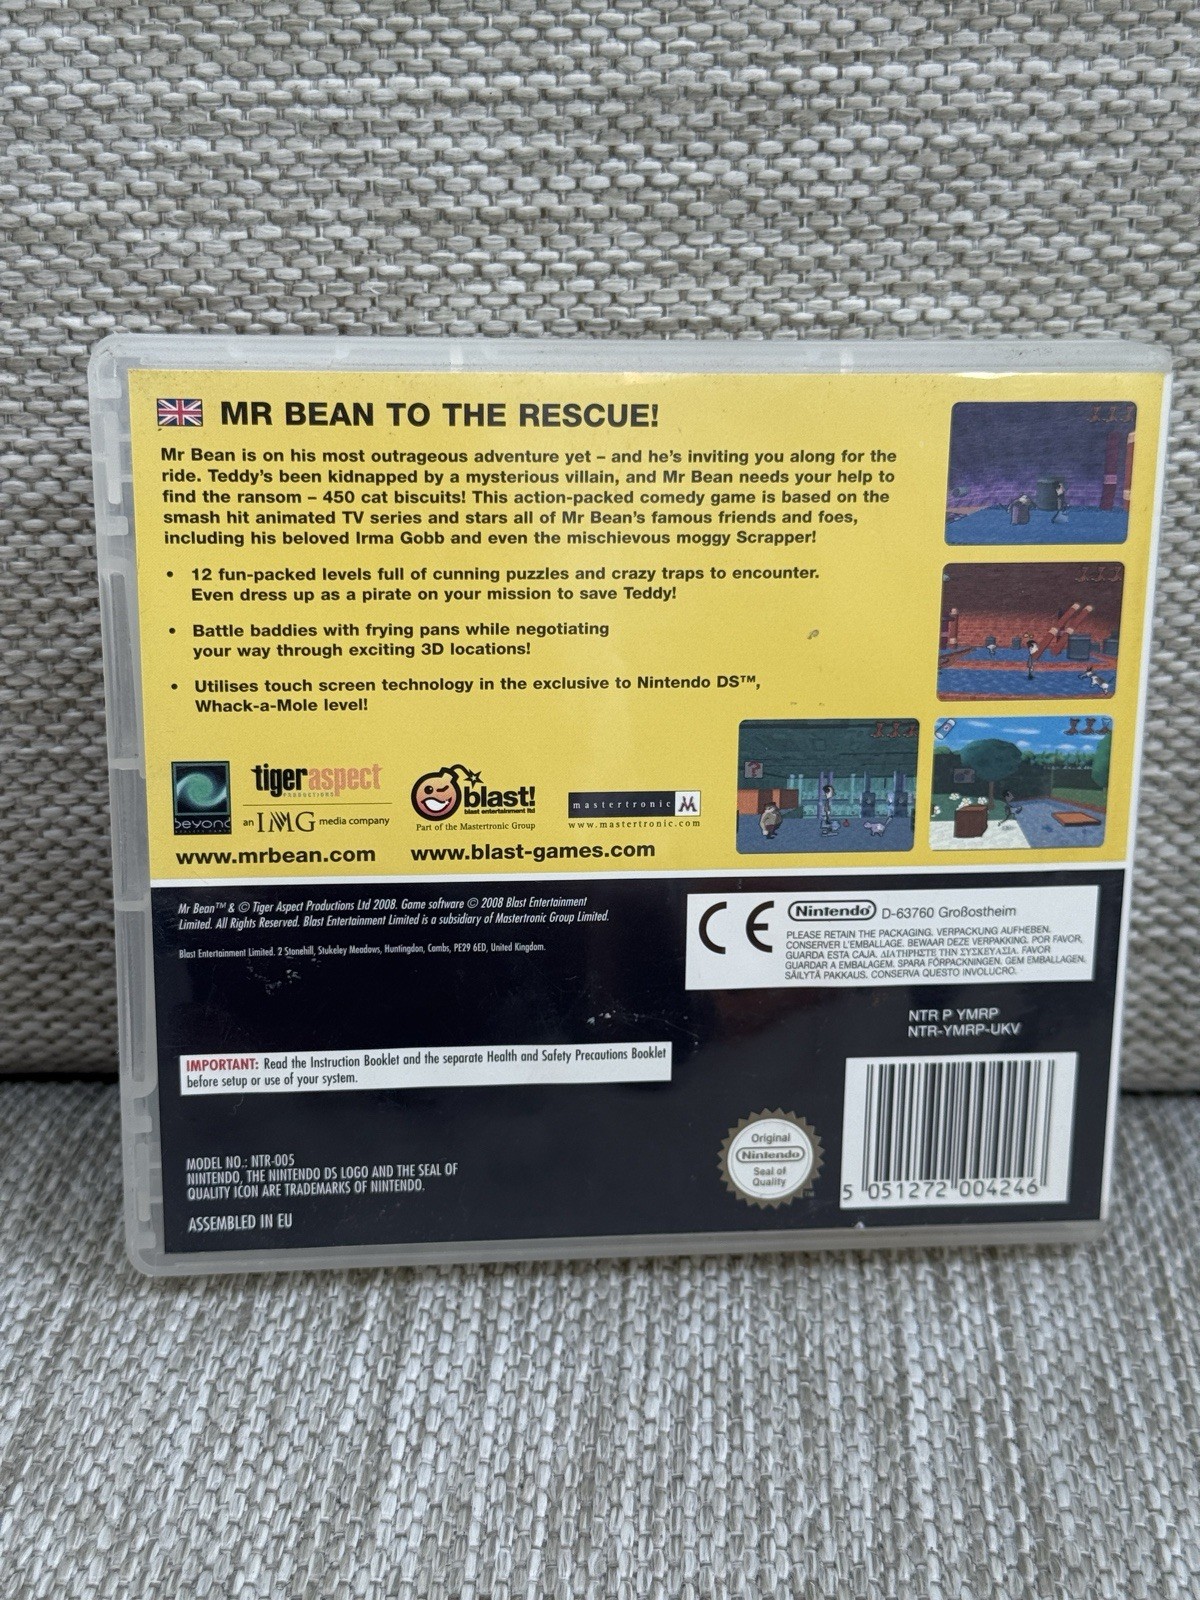 MR BEAN TO THE RESCUE!
Mr Bean is on his most outrageous adventure yet – and he's inviting you along for the
ride. Teddy's been kidnapped by a mysterious villain, and Mr Bean needs your help to
find the ransom – 450 cat biscuits! This action-packed comedy game is based on the
smash hit animated TV series and stars all of Mr Bean's famous friends and foes,
including his beloved Irma Gobb and even the mischievous moggy Scrapper!
• 12 fun-packed levels full of cunning puzzles and crazy traps to encounter.
Even dress up as a pirate on your mission to save Teddy!
• Battle baddies with frying pans while negotiating
your way through exciting 3D locations!
• Utilises touch screen technology in the exclusive to Nintendo DS™,
Whack-a-Mole level!
beyond
tigeraspect
PRODUCTIONS
an IMG media company
blast!
blast entertainment ltd
Part of the Mastertronic Group
mastertronic M
www.mastertronic.com
www.mrbean.com
www.blast-games.com
Mr Bean™ & © Tiger Aspect Productions Ltd 2008. Game software © 2008 Blast Entertainment
Limited. All Rights Reserved. Blast Entertainment Limited is a subsidiary of Mastertronic Group Limited.
Blast Entertainment Limited. 2 Stonehill, Stukeley Meadows, Huntingdon, Cambs, PE29 6ED, United Kingdom.
CE
Nintendo D-63760 Großostheim
PLEASE RETAIN THE PACKAGING. VERPACKUNG AUFHEBEN.
CONSERVER L'EMBALLAGE. BEWAAR DEZE VERPAKKING. POR FAVOR,
GUARDA ESTA CAJA. ΔΙΑΤΗΡΗΣΤΕ ΤΗΝ ΣΥΣΚΕΥΑΣΙΑ. FAVOR
GUARDAR A EMBALAGEM. SPARA FÖRPACKNINGEN. GEM EMBALLAGEN.
SÄILYTÄ PAKKAUS. CONSERVA QUESTO INVOLUCRO.
NTR P YMRP
NTR-YMRP-UKV
IMPORTANT: Read the Instruction Booklet and the separate Health and Safety Precautions Booklet
before setup or use of your system.
MODEL NO.: NTR-005
NINTENDO, THE NINTENDO DS LOGO AND THE SEAL OF
QUALITY ICON ARE TRADEMARKS OF NINTENDO.
ASSEMBLED IN EU
Original
Nintendo
Seal of
Quality
TM
5 051272 004246